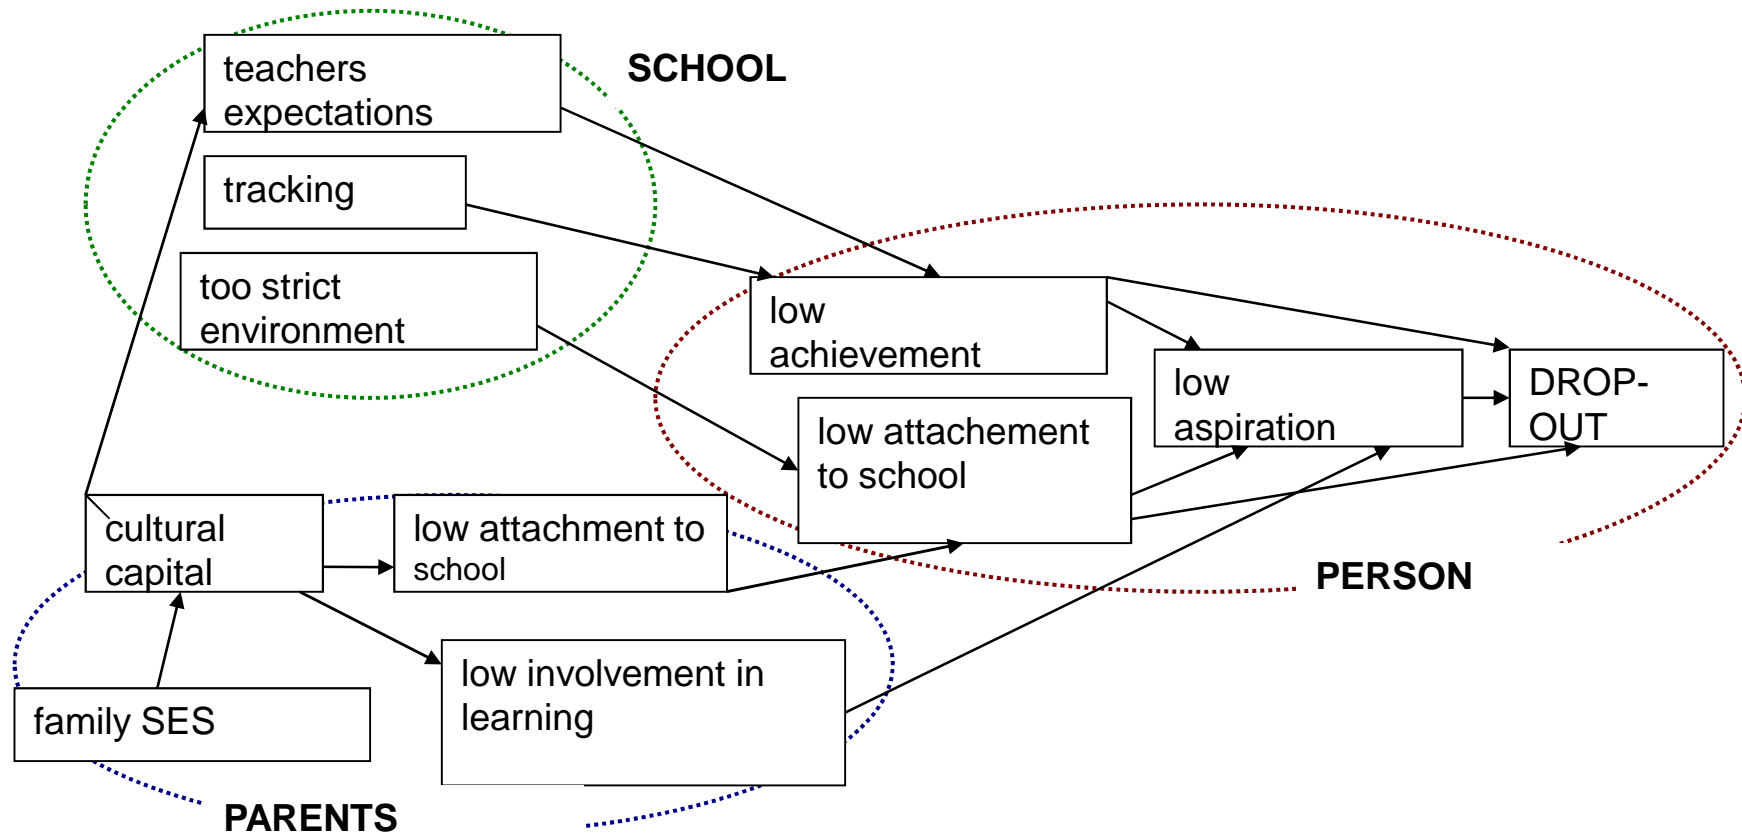 teachers
expectations
SCHOOL
tracking
too strict
environment
low
achievement
low
aspiration
DROP-
OUT
low attachement
to school
cultural
capital
low attachment to
school
PERSON
low involvement in
learning
family SES
PARENTS